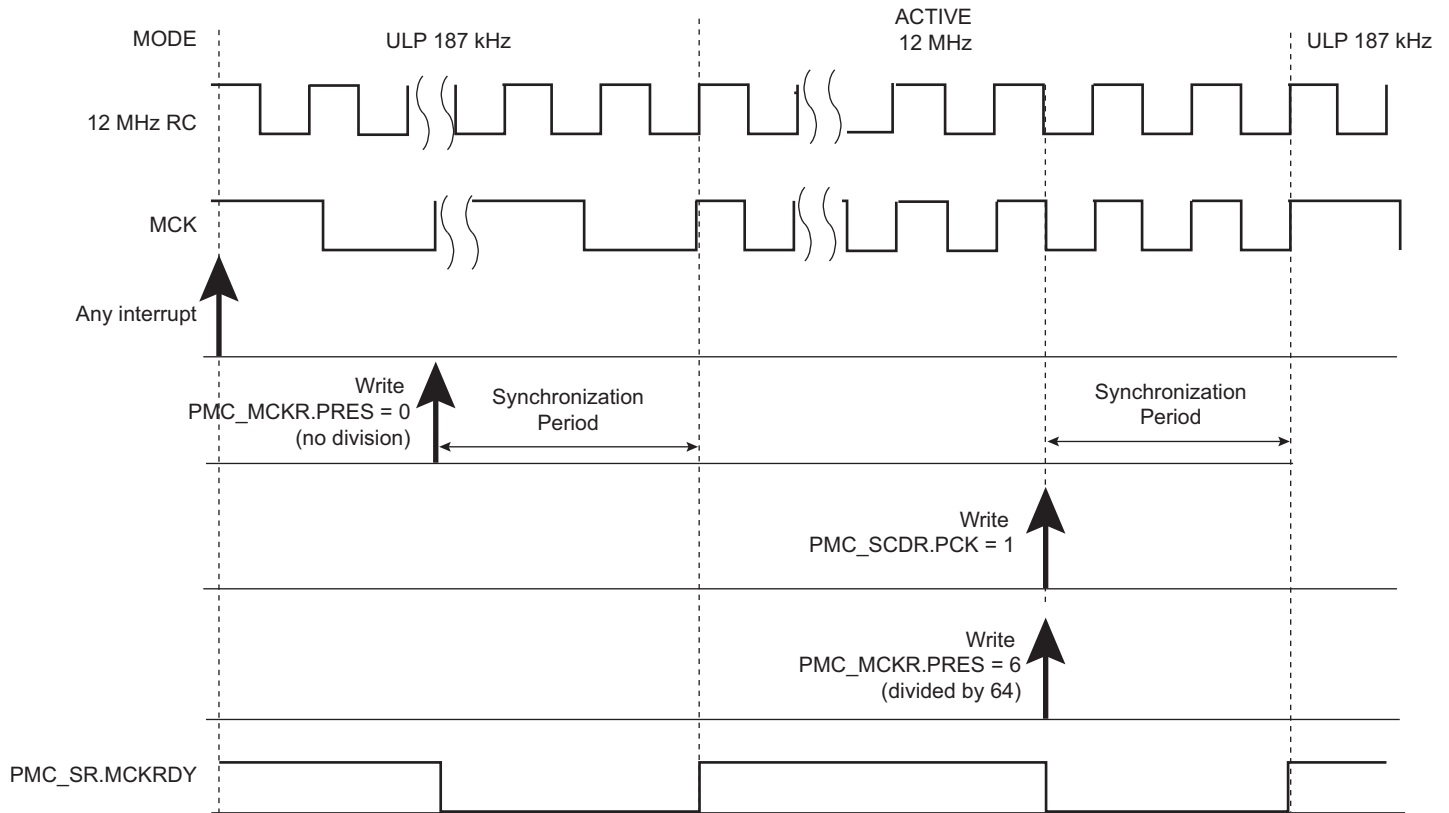 MODE
ULP 187 kHz
ACTIVE
12 MHz
ULP 187 kHz
12 MHz RC
MCK
Any interrupt
Write
PMC_MCKR.PRES = 0
(no division)
Synchronization
Period
Synchronization
Period
Write
PMC_SCDR.PCK = 1
Write
PMC_MCKR.PRES = 6
(divided by 64)
PMC_SR.MCKRDY